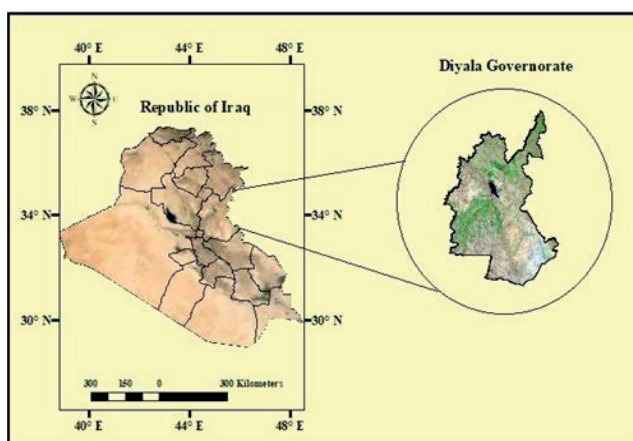 40° E 44° E 48° E
Diyala Governorate
N
W E
S
38° N 38° N
Republic of Iraq
34° N 34° N
30° N 30° N
300 150 0 300 Kilometers
40° E 44° E 48° E